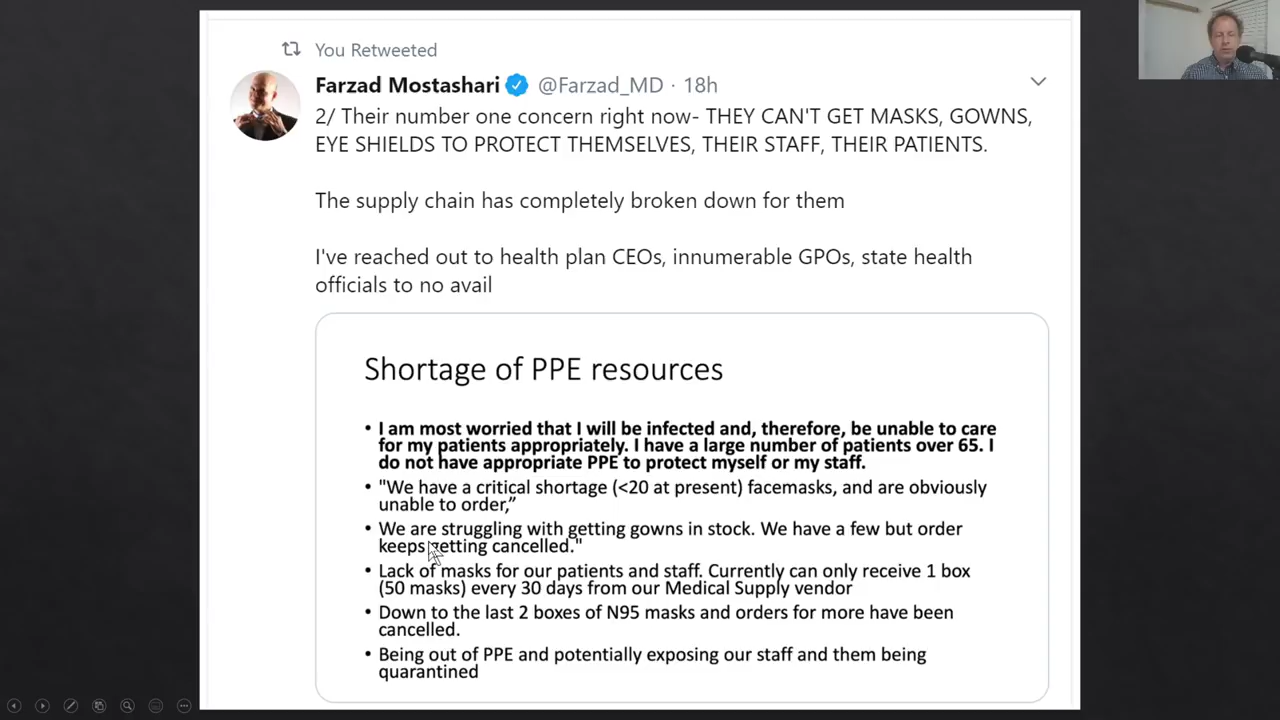 You Retweeted
Farzad Mostashari @Farzad_MD · 18h
2/ Their number one concern right now- THEY CAN'T GET MASKS, GOWNS,
EYE SHIELDS TO PROTECT THEMSELVES, THEIR STAFF, THEIR PATIENTS.
The supply chain has completely broken down for them
I've reached out to health plan CEOs, innumerable GPOs, state health
officials to no avail
Shortage of PPE resources
• I am most worried that I will be infected and, therefore, be unable to care
for my patients appropriately. I have a large number of patients over 65. I
do not have appropriate PPE to protect myself or my staff.
• "We have a critical shortage (<20 at present) facemasks, and are obviously
unable to order,”
• We are struggling with getting gowns in stock. We have a few but order
keeps getting cancelled."
• Lack of masks for our patients and staff. Currently can only receive 1 box
(50 masks) every 30 days from our Medical Supply vendor
• Down to the last 2 boxes of N95 masks and orders for more have been
cancelled.
• Being out of PPE and potentially exposing our staff and them being
quarantined